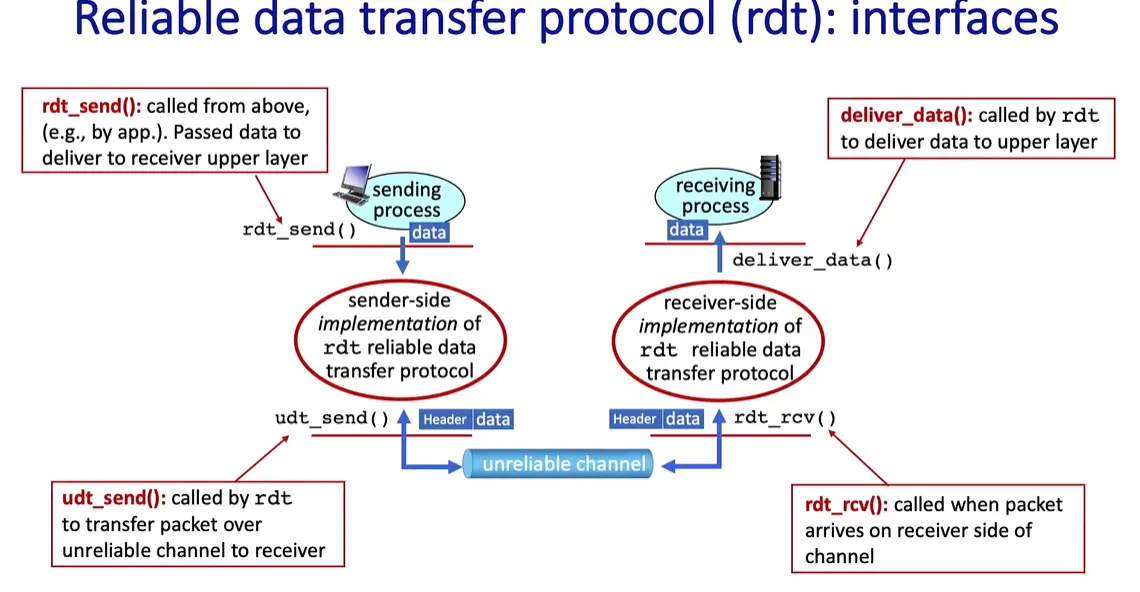 Reliable data transfer protocol (rdt): interfaces
rdt_send(): called from above,
(e.g., by app.). Passed data to
deliver to receiver upper layer
deliver_data(): called by rdt
to deliver data to upper layer
sending
process
receiving
process
rdt_send()
data
data
deliver_data()
sender-side
implementation of
rdt reliable data
transfer protocol
receiver-side
implementation of
rdt reliable data
transfer protocol
udt_send()
Header data
Header data
rdt_rcv()
unreliable channel
udt_send(): called by rdt
to transfer packet over
unreliable channel to receiver
rdt_rcv(): called when packet
arrives on receiver side of
channel